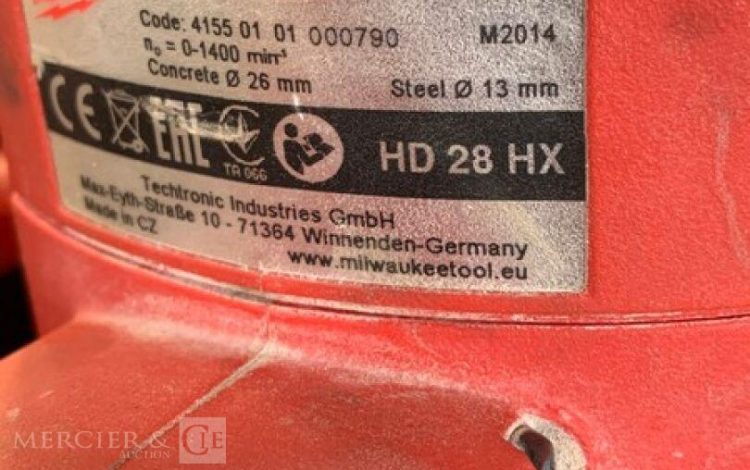 Code: 4155 01 01 000790 M2014
n₀ = 0-1400 min⁻¹
Concrete Ø 26 mm Steel Ø 13 mm
CE EAC TR 066 HD 28 HX
Techtronic Industries GmbH
Max-Eyth-Straße 10 - 71364 Winnenden-Germany
Made in CZ www.milwaukeetool.eu
MERCIER & CIE
AUCTION